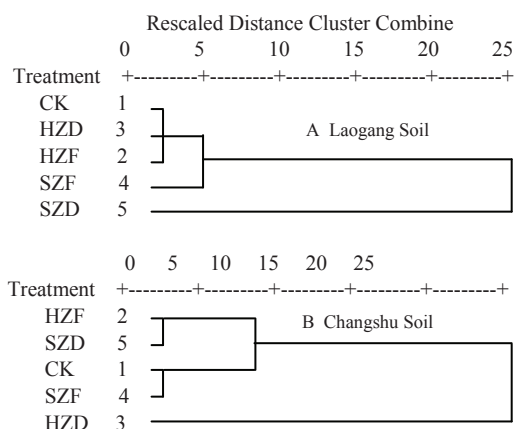 Rescaled Distance Cluster Combine
0 5 10 15 20 25
Treatment +---------+---------+---------+---------+---------+
CK 1
HZD 3 A Laogang Soil
HZF 2
SZF 4
SZD 5
0 5 10 15 20 25
Treatment +---------+---------+---------+---------+---------+
HZF 2 B Changshu Soil
SZD 5
CK 1
SZF 4
HZD 3